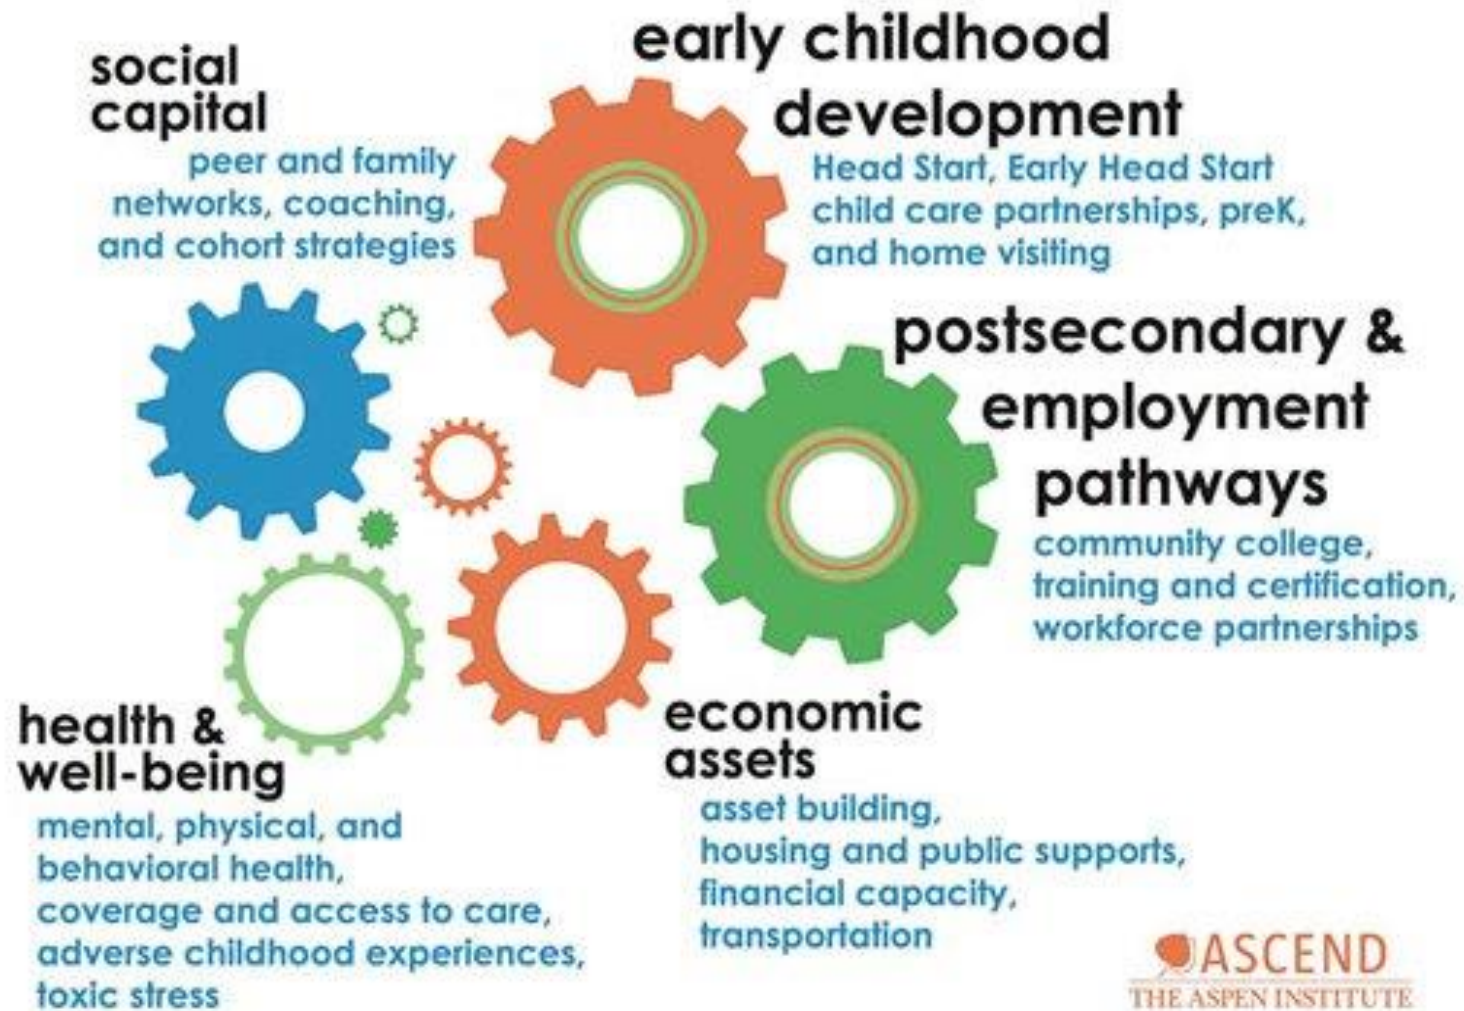 social
capital
peer and family
networks, coaching,
and cohort strategies
early childhood
development
Head Start, Early Head Start
child care partnerships, preK,
and home visiting
postsecondary &
employment
pathways
community college,
training and certification,
workforce partnerships
health &
well-being
mental, physical, and
behavioral health,
coverage and access to care,
adverse childhood experiences,
toxic stress
economic
assets
asset building,
housing and public supports,
financial capacity,
transportation
ASCEND
THE ASPEN INSTITUTE